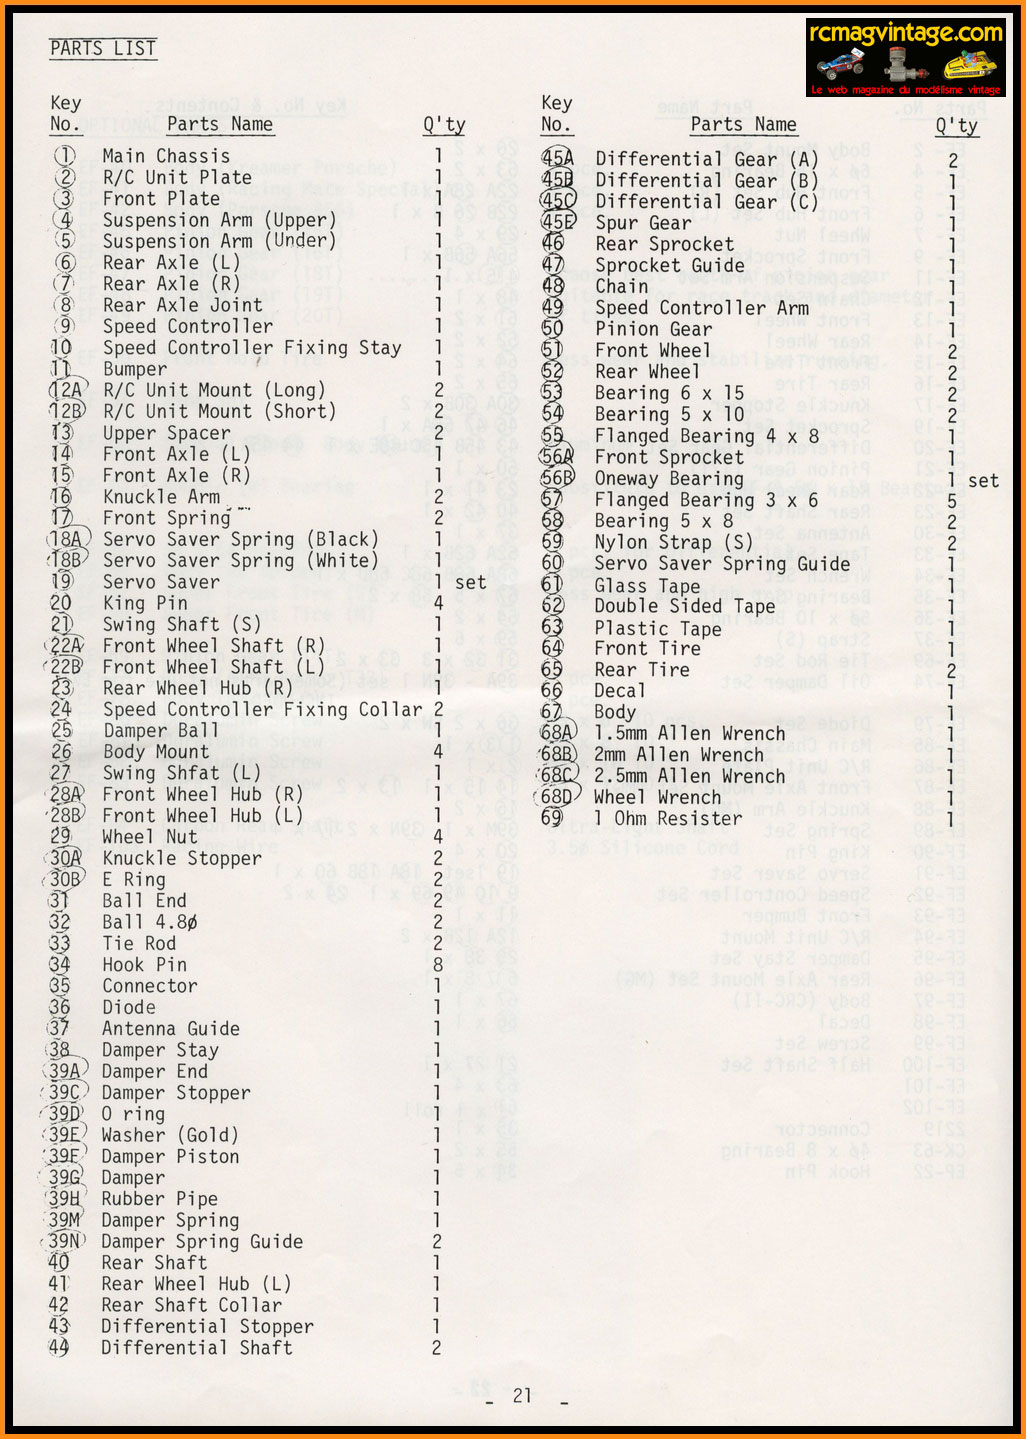 PARTS LIST
Key
No. Parts Name Q'ty
1 Main Chassis 1
2 R/C Unit Plate 1
3 Front Plate 1
4 Suspension Arm (Upper) 1
5 Suspension Arm (Under) 1
6 Rear Axle (L) 1
7 Rear Axle (R) 1
8 Rear Axle Joint 1
9 Speed Controller 1
10 Speed Controller Fixing Stay 1
11 Bumper 1
12A R/C Unit Mount (Long) 2
12B R/C Unit Mount (Short) 2
13 Upper Spacer 2
14 Front Axle (L) 1
15 Front Axle (R) 1
16 Knuckle Arm 2
17 Front Spring 2
18A Servo Saver Spring (Black) 1
18B Servo Saver Spring (White) 1
19 Servo Saver 1 set
20 King Pin 4
21 Swing Shaft (S) 1
22A Front Wheel Shaft (R) 1
22B Front Wheel Shaft (L) 1
23 Rear Wheel Hub (R) 1
24 Speed Controller Fixing Collar 2
25 Damper Ball 1
26 Body Mount 4
27 Swing Shfat (L) 1
28A Front Wheel Hub (R) 1
28B Front Wheel Hub (L) 1
29 Wheel Nut 4
30A Knuckle Stopper 2
30B E Ring 2
31 Ball End 2
32 Ball 4.8ø 2
33 Tie Rod 2
34 Hook Pin 8
35 Connector 1
36 Diode 1
37 Antenna Guide 1
38 Damper Stay 1
39A Damper End 1
39C Damper Stopper 1
39D O ring 1
39E Washer (Gold) 1
39F Damper Piston 1
39G Damper 1
39H Rubber Pipe 1
39M Damper Spring 1
39N Damper Spring Guide 2
40 Rear Shaft 1
41 Rear Wheel Hub (L) 1
42 Rear Shaft Collar 1
43 Differential Stopper 1
44 Differential Shaft 2
Key
No. Parts Name Q'ty
45A Differential Gear (A) 2
45B Differential Gear (B) 1
45C Differential Gear (C) 1
45E Spur Gear 1
46 Rear Sprocket 1
47 Sprocket Guide 1
48 Chain 1
49 Speed Controller Arm 1
50 Pinion Gear 1
51 Front Wheel 2
52 Rear Wheel 2
53 Bearing 6 x 15 2
54 Bearing 5 x 10 2
55 Flanged Bearing 4 x 8 1
56A Front Sprocket 1
56B Oneway Bearing 1 set
57 Flanged Bearing 3 x 6 5
58 Bearing 5 x 8 2
59 Nylon Strap (S) 2
60 Servo Saver Spring Guide 1
61 Glass Tape
62 Double Sided Tape 1
63 Plastic Tape 1
64 Front Tire 1
65 Rear Tire 2
66 Decal 1
67 Body 1
68A 1.5mm Allen Wrench 1
68B 2mm Allen Wrench 1
68C 2.5mm Allen Wrench 1
68D Wheel Wrench 1
69 1 Ohm Resister 1
- 21 -
rcmagvintage.com
Le web magazine du modélisme vintage